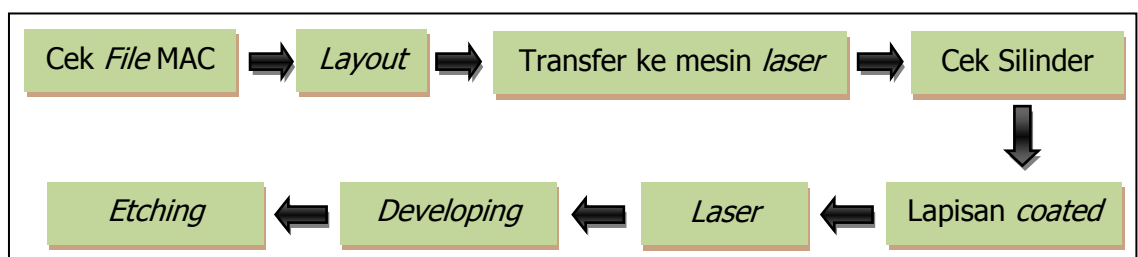 Cek File MAC
Layout
Transfer ke mesin laser
Cek Silinder
Lapisan coated
Laser
Developing
Etching